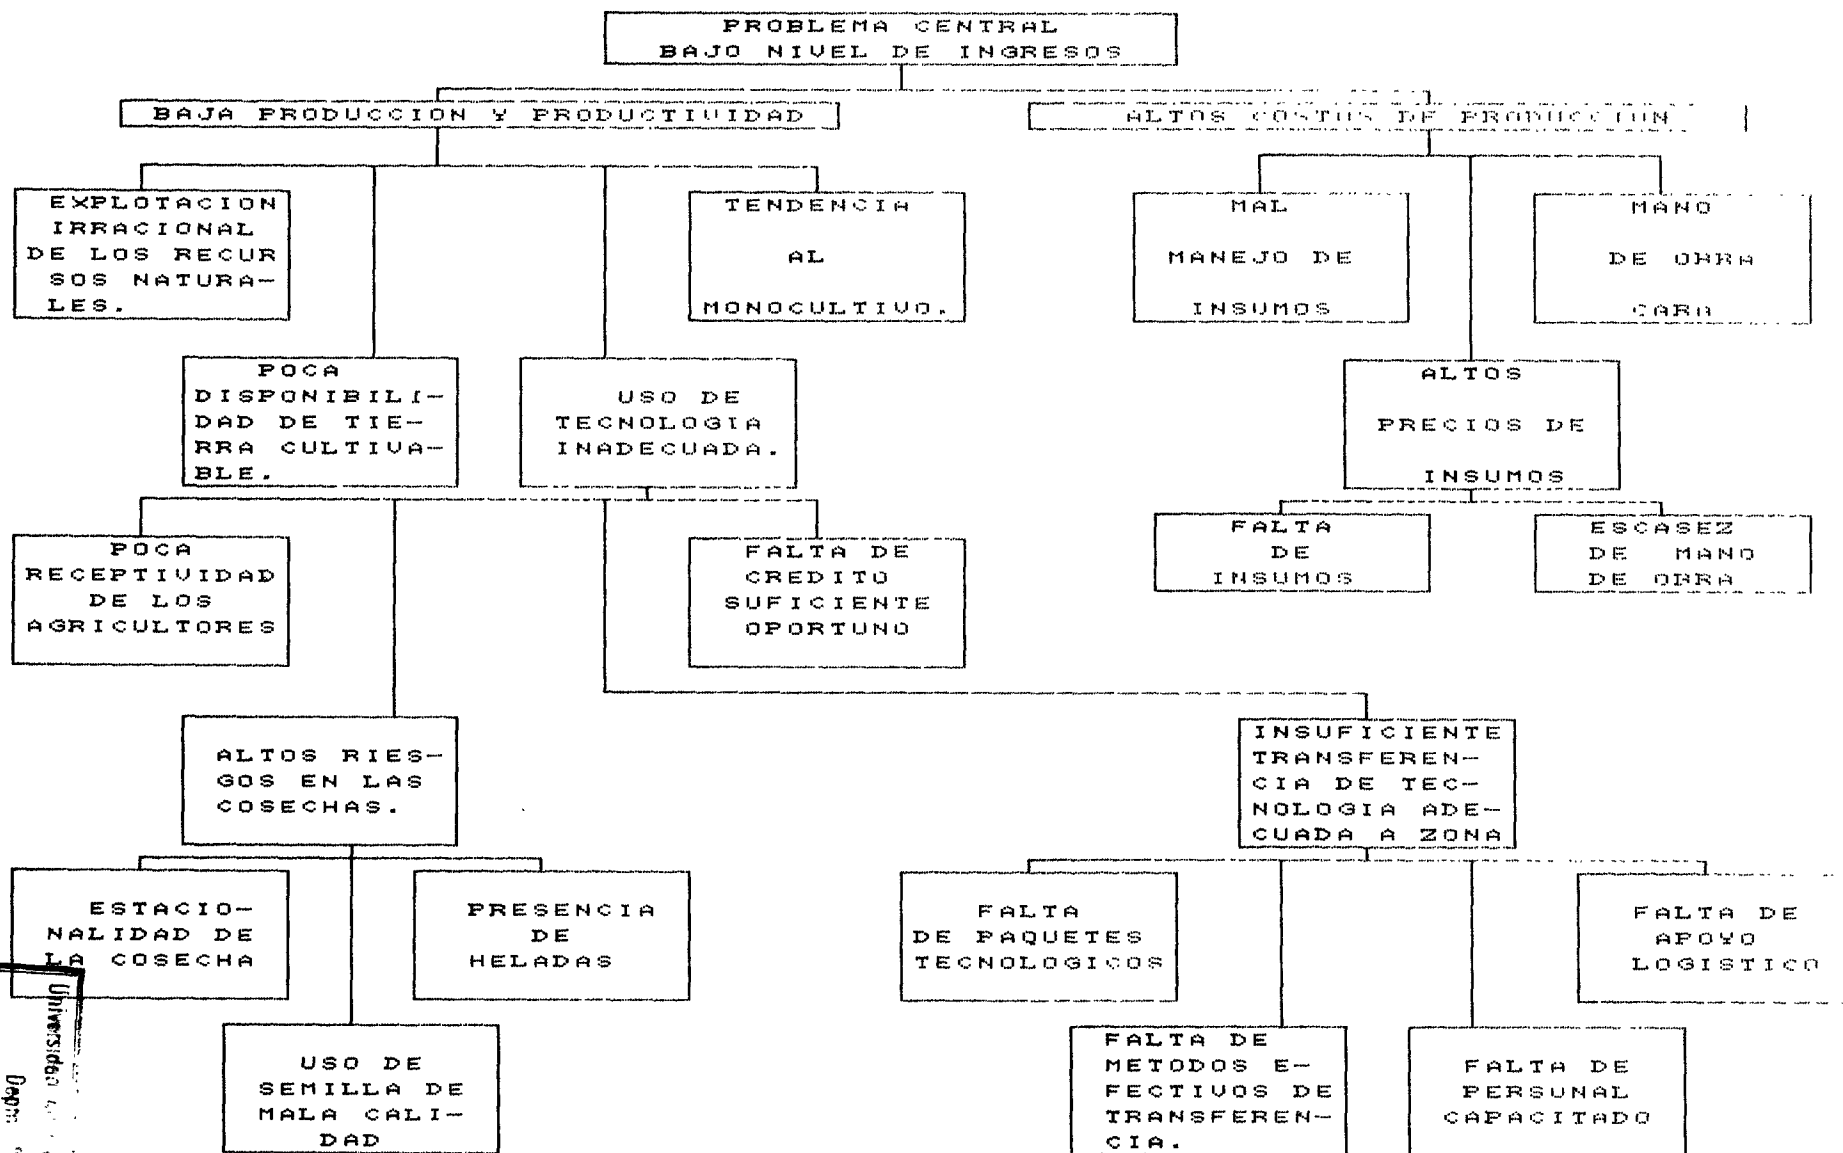 PROBLEMA CENTRAL
BAJO NIVEL DE INGRESOS
BAJA PRODUCCION Y PRODUCTIVIDAD
ALTOS COSTOS DE PRODUCCION
EXPLOTACION
IRRACIONAL
DE LOS RECUR
SOS NATURA-
LES.
TENDENCIA
AL
MONOCULTIVO.
MAL
MANEJO DE
INSUMOS
MANO
DE OBRA
CARA
POCA
DISPONIBILI-
DAD DE TIE-
RRA CULTIVA-
BLE.
USO DE
TECNOLOGIA
INADECUADA.
ALTOS
PRECIOS DE
INSUMOS
POCA
RECEPTIVIDAD
DE LOS
AGRICULTORES
FALTA DE
CREDITO
SUFICIENTE
OPORTUNO
FALTA
DE
INSUMOS
ESCASEZ
DE MANO
DE OBRA
ALTOS RIES-
GOS EN LAS
COSECHAS.
INSUFICIENTE
TRANSFEREN-
CIA DE TEC-
NOLOGIA ADE-
CUADA A ZONA
ESTACIO-
NALIDAD DE
LA COSECHA
PRESENCIA
DE
HELADAS
FALTA
DE PAQUETES
TECNOLOGICOS
FALTA DE
APOYO
LOGISTICO
USO DE
SEMILLA DE
MALA CALI-
DAD
FALTA DE
METODOS E-
FECTIVOS DE
TRANSFEREN-
CIA.
FALTA DE
PERSUNAL
CAPACITADO
Universidad